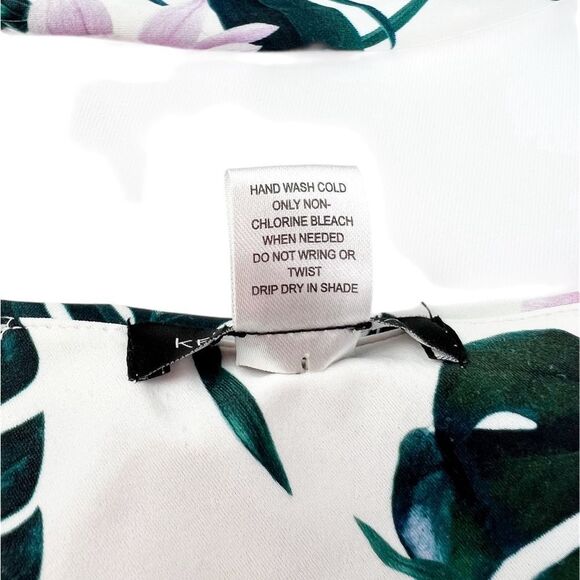 HAND WASH COLD
ONLY NON-
CHLORINE BLEACH
WHEN NEEDED
DO NOT WRING OR
TWIST
DRIP DRY IN SHADE